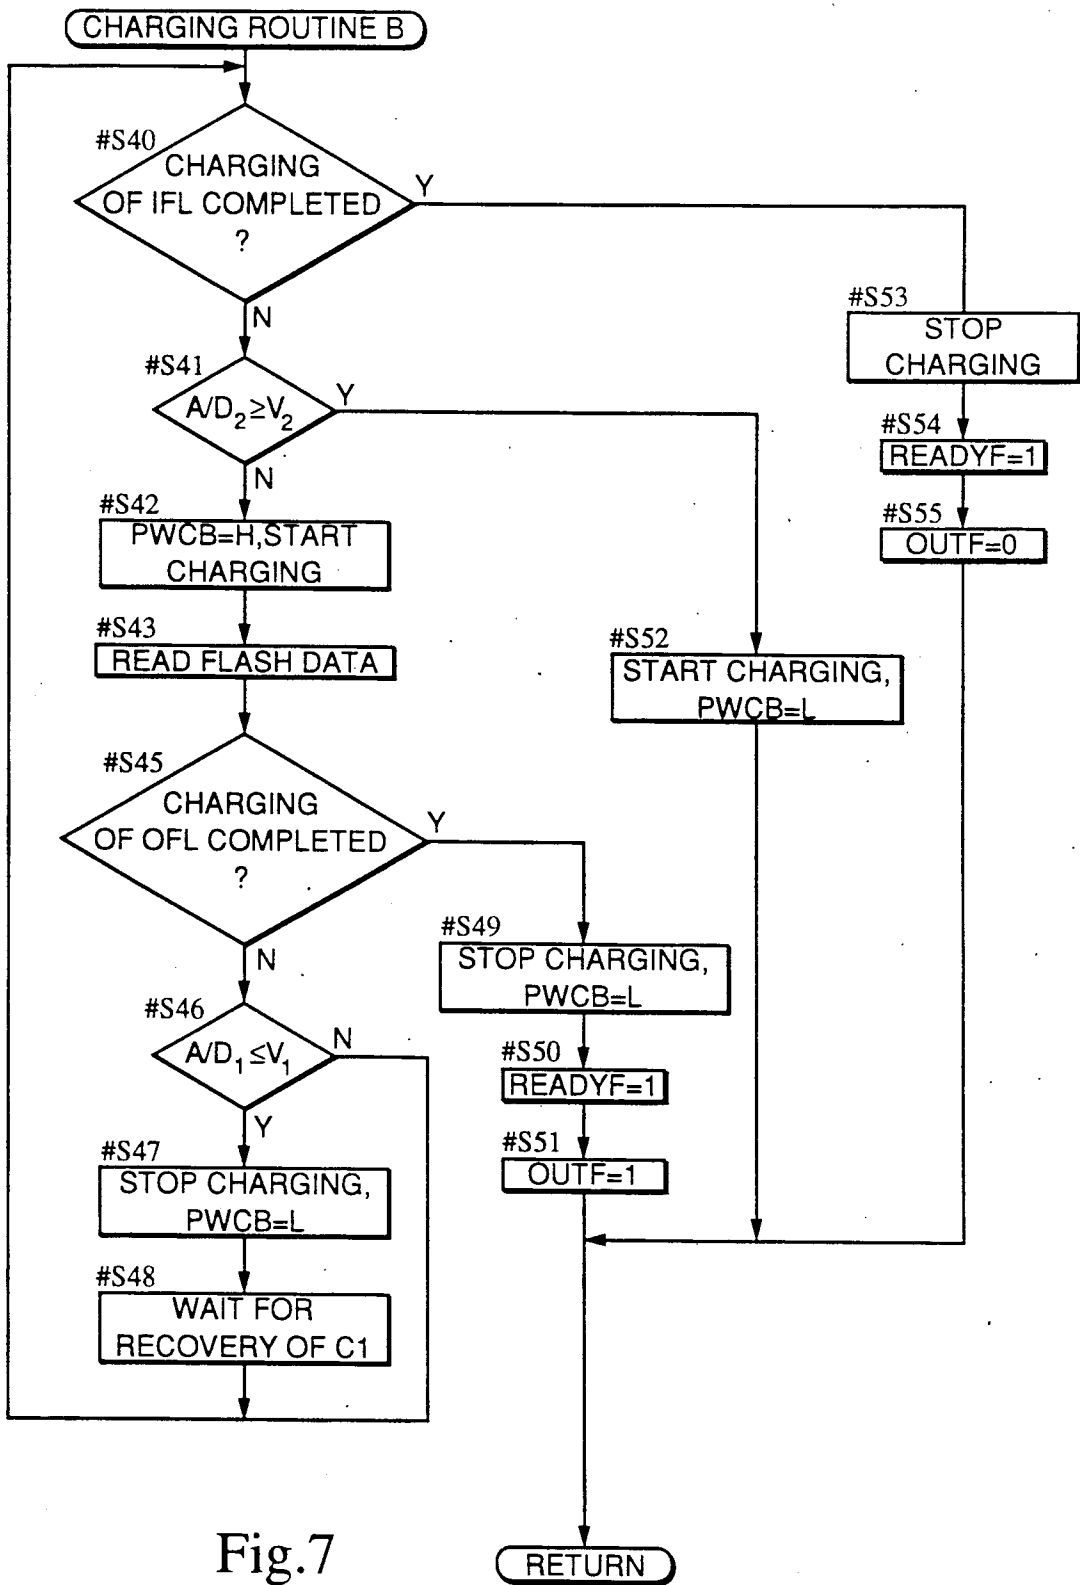 CHARGING ROUTINE B
#S40
CHARGING
OF IFL COMPLETED
?
Y
N
#S41
A/D₂≥V₂
Y
N
#S42
PWCB=H,START
CHARGING
#S43
READ FLASH DATA
#S45
CHARGING
OF OFL COMPLETED
?
Y
N
#S46
A/D₁≤V₁
N
Y
#S47
STOP CHARGING,
PWCB=L
#S48
WAIT FOR
RECOVERY OF C1
#S49
STOP CHARGING,
PWCB=L
#S50
READYF=1
#S51
OUTF=1
#S52
START CHARGING,
PWCB=L
#S53
STOP
CHARGING
#S54
READYF=1
#S55
OUTF=0
RETURN
Fig.7